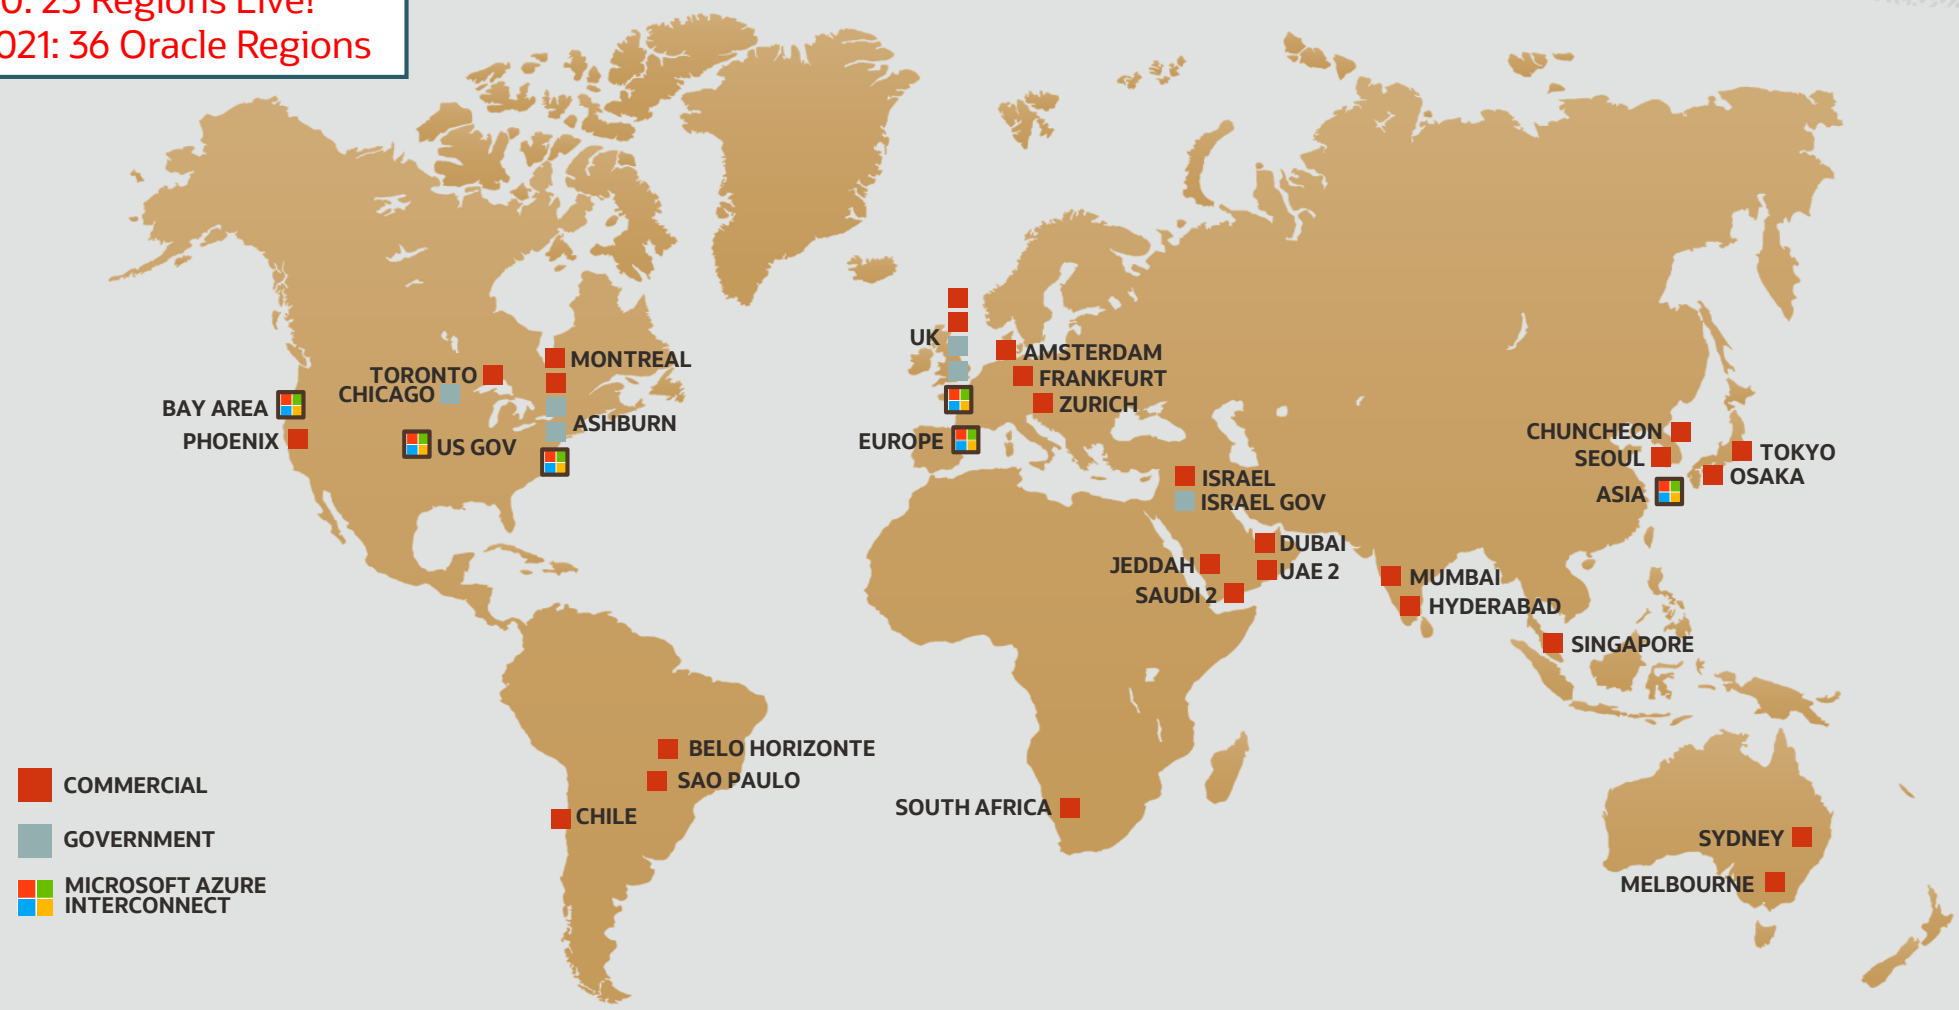 0: 25 Regions Live!
021: 36 Oracle Regions
UK
MONTREAL
AMSTERDAM
TORONTO
FRANKFURT
CHICAGO
ZURICH
BAY AREA
ASHBURN
CHUNCHEON
PHOENIX
US GOV
EUROPE
TOKYO
SEOUL
ISRAEL
OSAKA
ASIA
ISRAEL GOV
DUBAI
JEDDAH
UAE 2
MUMBAI
SAUDI 2
HYDERABAD
SINGAPORE
BELO HORIZONTE
COMMERCIAL
SAO PAULO
SOUTH AFRICA
CHILE
GOVERNMENT
SYDNEY
MICROSOFT AZURE
INTERCONNECT
MELBOURNE